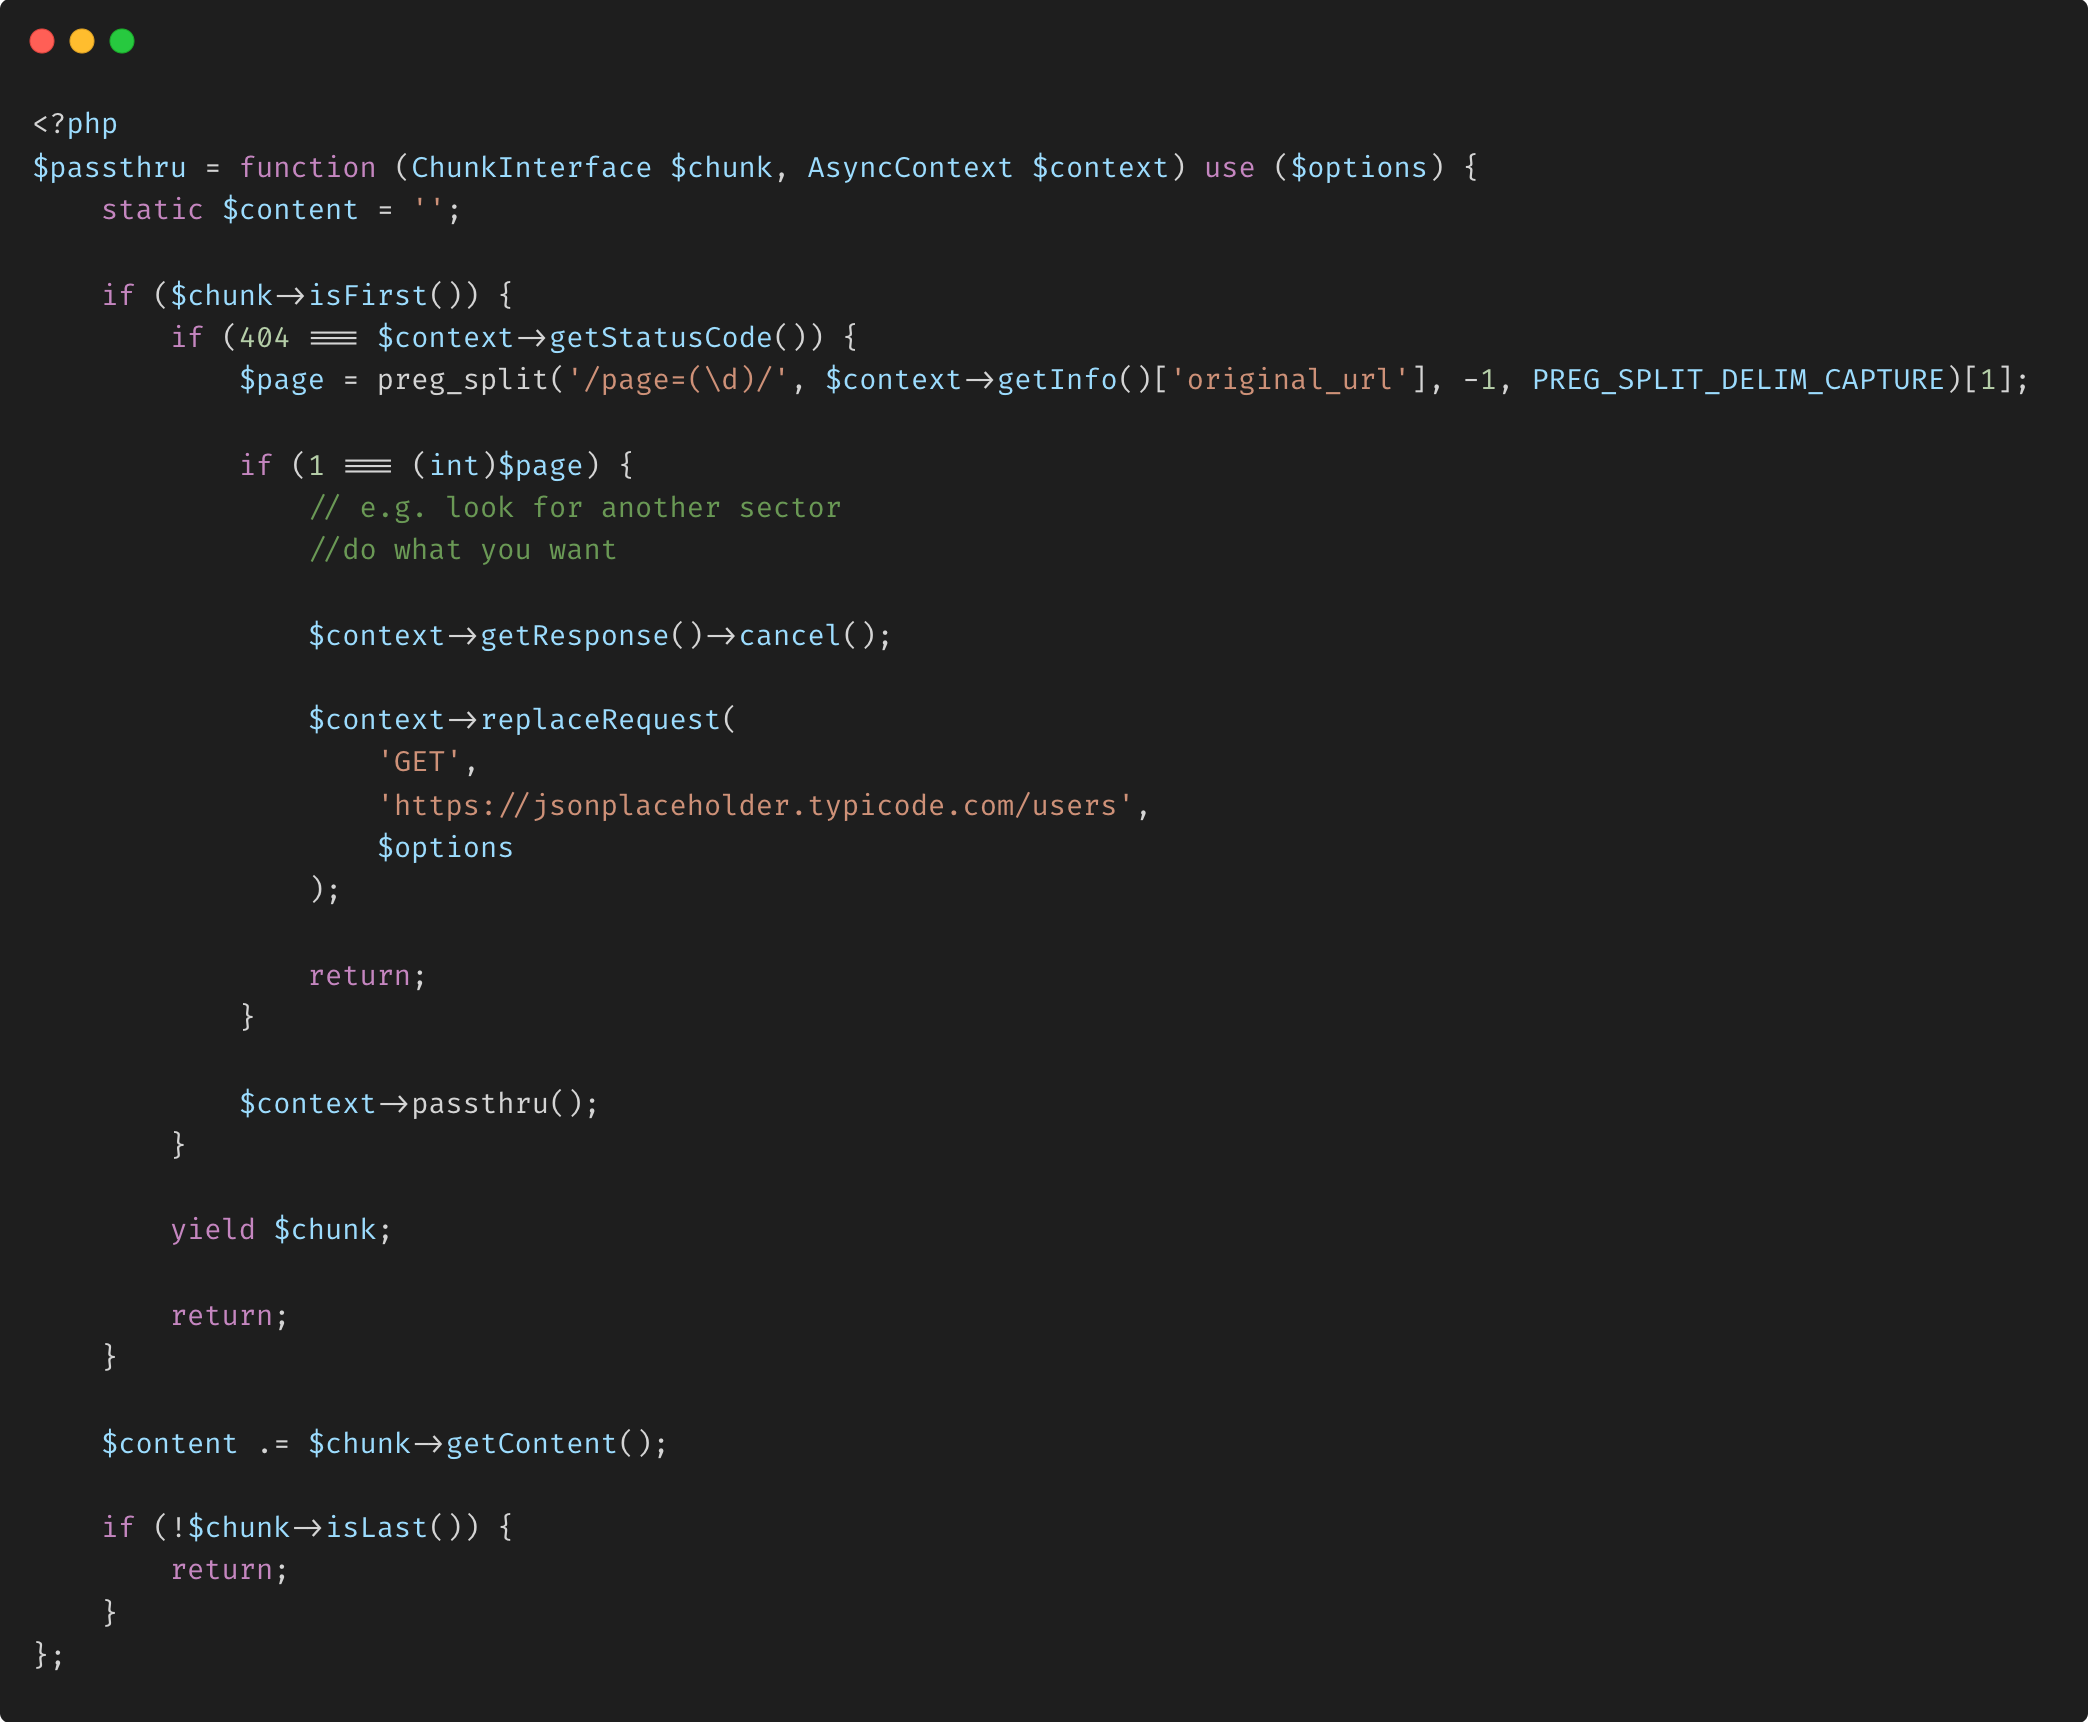 <?php
$passthru = function (ChunkInterface $chunk, AsyncContext $context) use ($options) {
    static $content = '';

    if ($chunk->isFirst()) {
        if (404 === $context->getStatusCode()) {
            $page = preg_split('/page=(\d)/', $context->getInfo()['original_url'], -1, PREG_SPLIT_DELIM_CAPTURE)[1];

            if (1 === (int)$page) {
                // e.g. look for another sector
                //do what you want

                $context->getResponse()->cancel();

                $context->replaceRequest(
                    'GET',
                    'https://jsonplaceholder.typicode.com/users',
                    $options
                );

                return;
            }

            $context->passthru();
        }

        yield $chunk;

        return;
    }

    $content .= $chunk->getContent();

    if (!$chunk->isLast()) {
        return;
    }
};